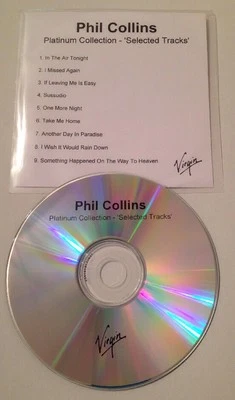 Phil Collins
Platinum Collection - 'Selected Tracks'
1. In The Air Tonight
2. I Missed Again
3. If Leaving Me Is Easy
4. Sussudio
5. One More Night
6. Take Me Home
7. Another Day In Paradise
8. I Wish It Would Rain Down
9. Something Happened On The Way To Heaven
Virgin
Phil Collins
Platinum Collection - 'Selected Tracks'
Virgin